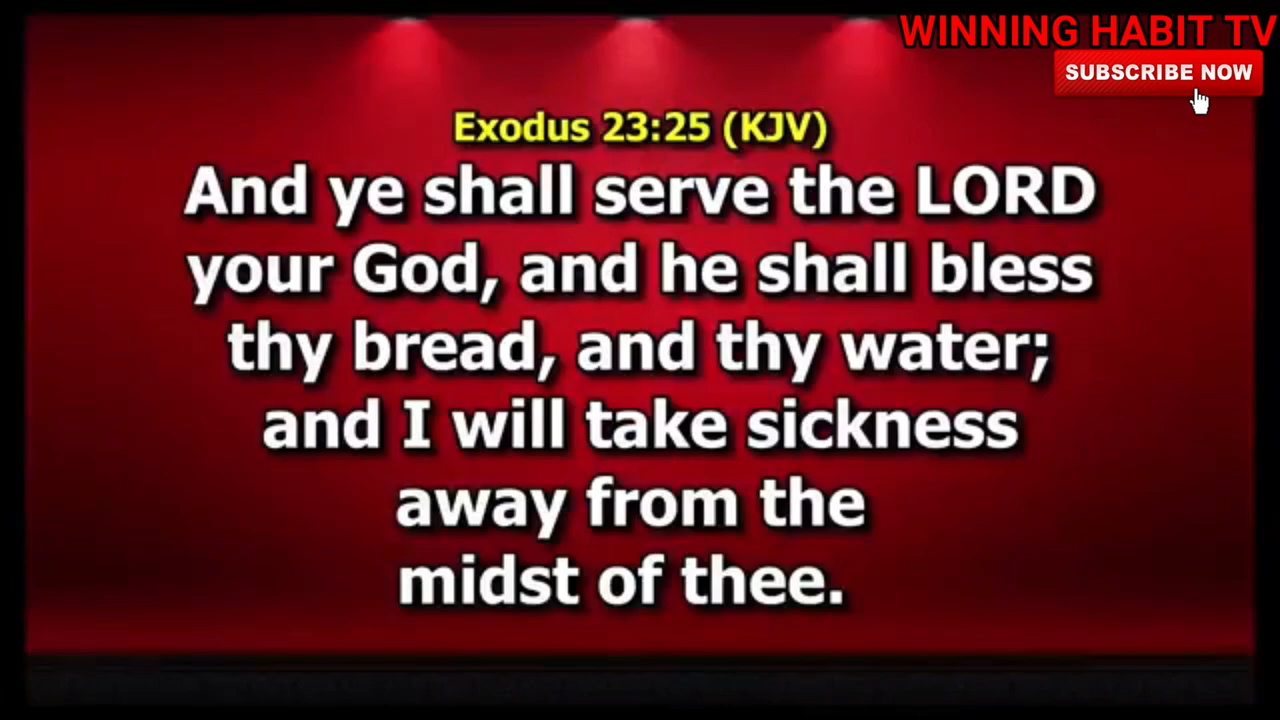 WINNING HABIT TV
SUBSCRIBE NOW
Exodus 23:25 (KJV)
And ye shall serve the LORD
your God, and he shall bless
thy bread, and thy water;
and I will take sickness
away from the
midst of thee.